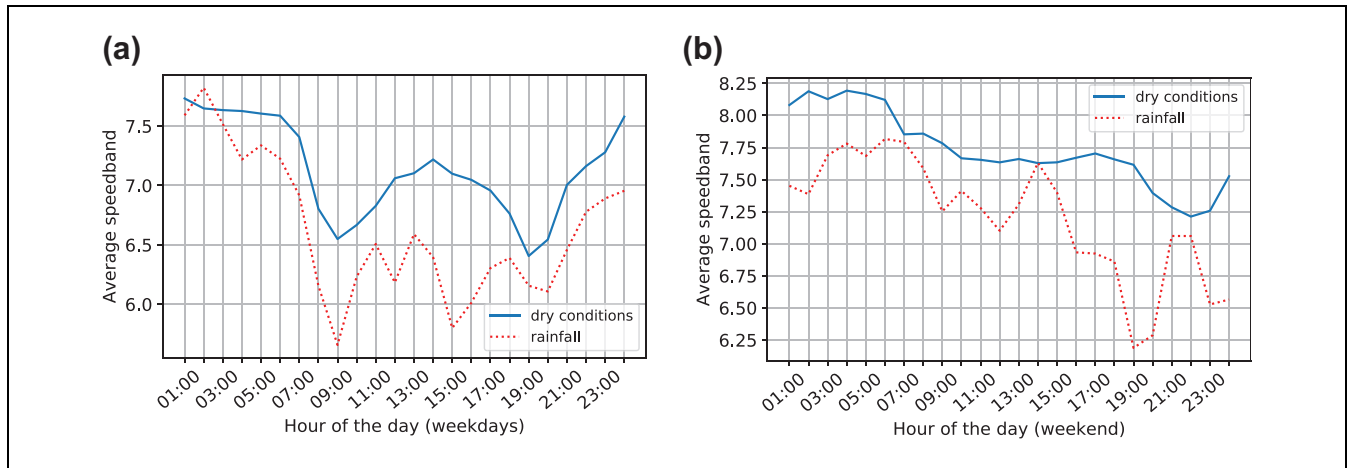 (a)
Average speedband
7.5
7.0
6.5
6.0
dry conditions
rainfall
01:00 03:00 05:00 07:00 09:00 11:00 13:00 15:00 17:00 19:00 21:00 23:00
Hour of the day (weekdays)
(b)
Average speedband
8.25
8.00
7.75
7.50
7.25
7.00
6.75
6.50
6.25
dry conditions
rainfall
01:00 03:00 05:00 07:00 09:00 11:00 13:00 15:00 17:00 19:00 21:00 23:00
Hour of the day (weekend)